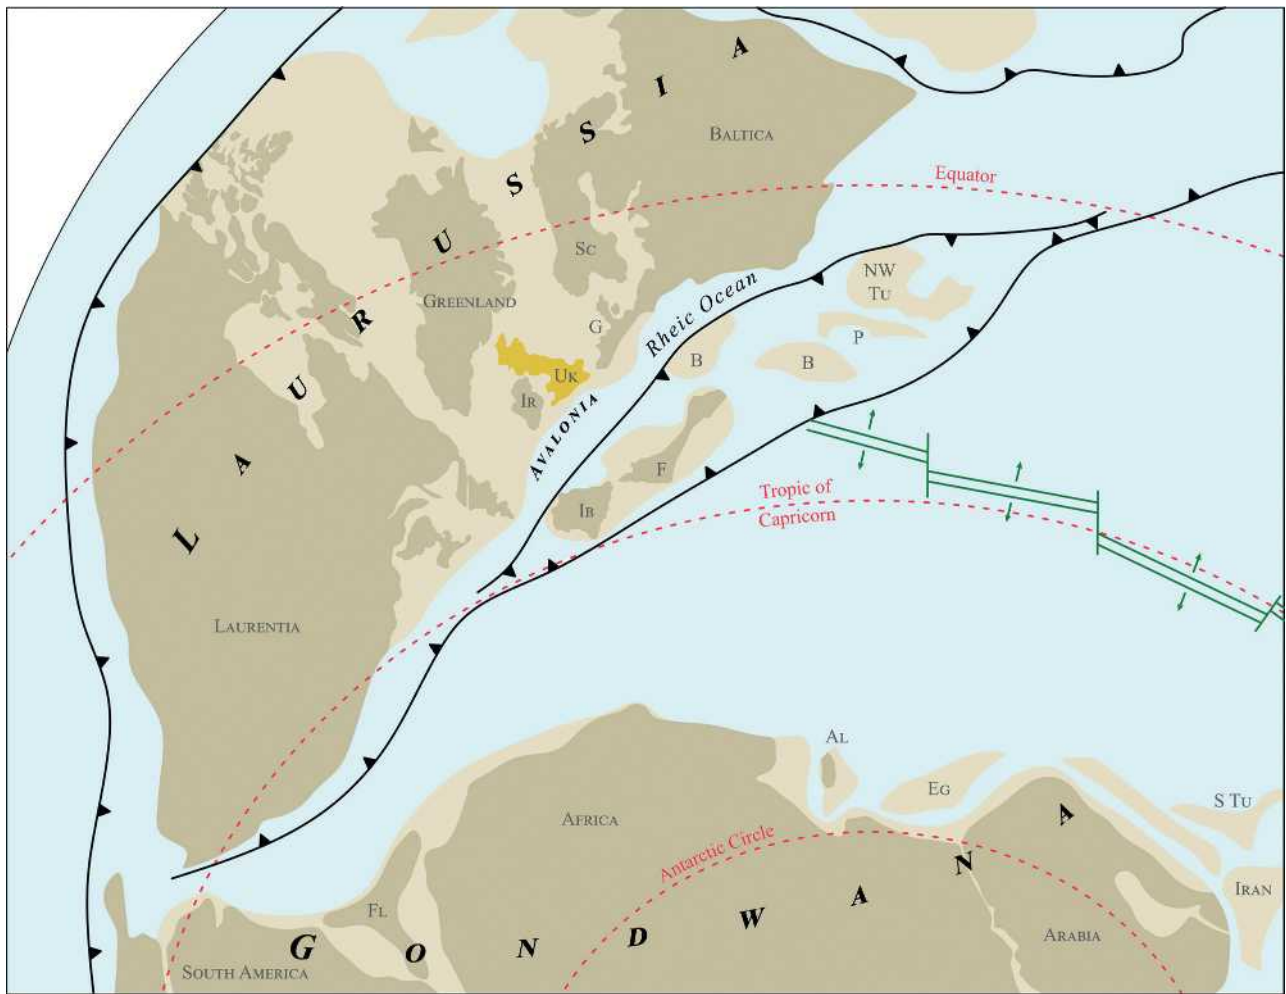 LAURUSSIA
BALTICA
Equator
SC
GREENLAND
NW
TU
Rheic Ocean
G
P
B
B
UK
IR
AVALONIA
F
IB
Tropic of
Capricorn
LAURENTIA
AL
EG
S TU
AFRICA
Antarctic Circle
IRAN
FL
ARABIA
SOUTH AMERICA
GONDWANA